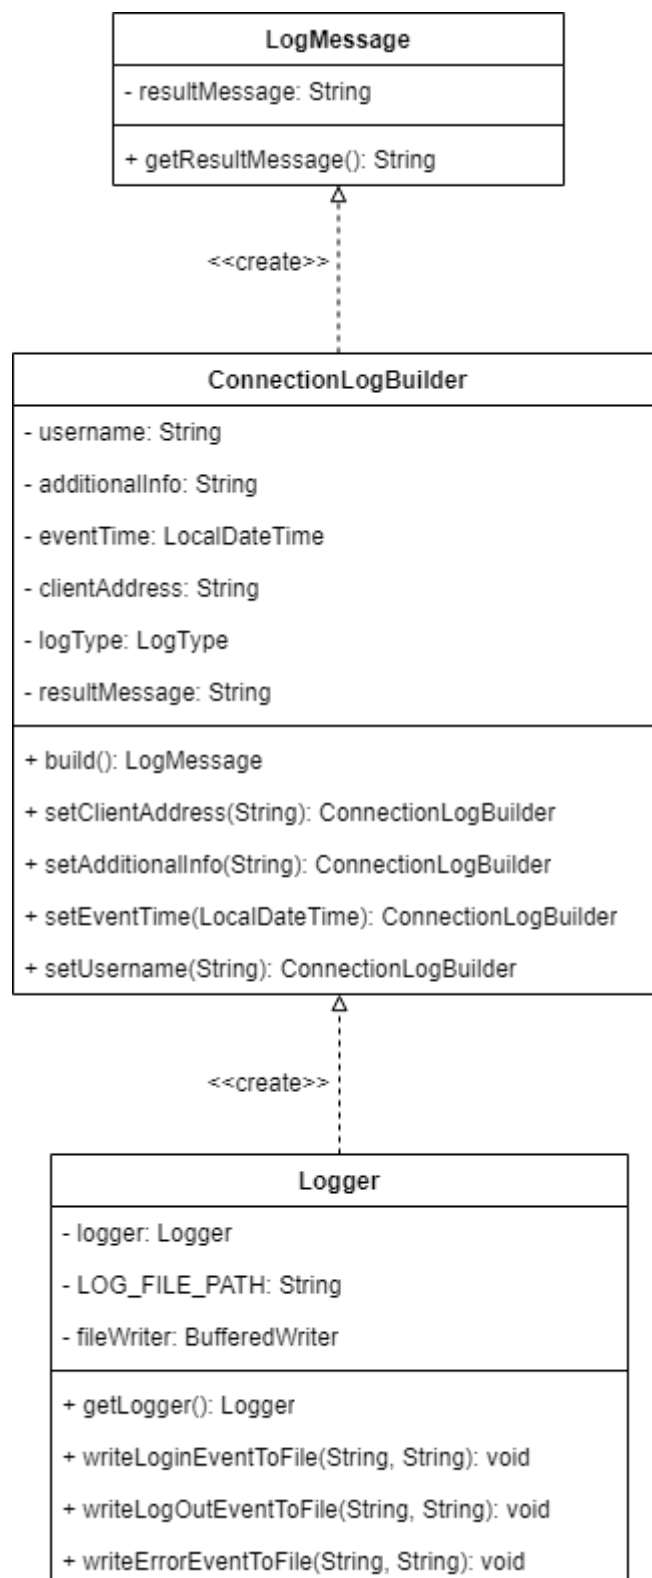 LogMessage
- resultMessage: String
+ getResultMessage(): String
<<create>>
ConnectionLogBuilder
- username: String
- additionalInfo: String
- eventTime: LocalDateTime
- clientAddress: String
- logType: LogType
- resultMessage: String
+ build(): LogMessage
+ setClientAddress(String): ConnectionLogBuilder
+ setAdditionalInfo(String): ConnectionLogBuilder
+ setEventTime(LocalDateTime): ConnectionLogBuilder
+ setUsername(String): ConnectionLogBuilder
<<create>>
Logger
- logger: Logger
- LOG_FILE_PATH: String
- fileWriter: BufferedWriter
+ getLogger(): Logger
+ writeLoginEventToFile(String, String): void
+ writeLogOutEventToFile(String, String): void
+ writeErrorEventToFile(String, String): void